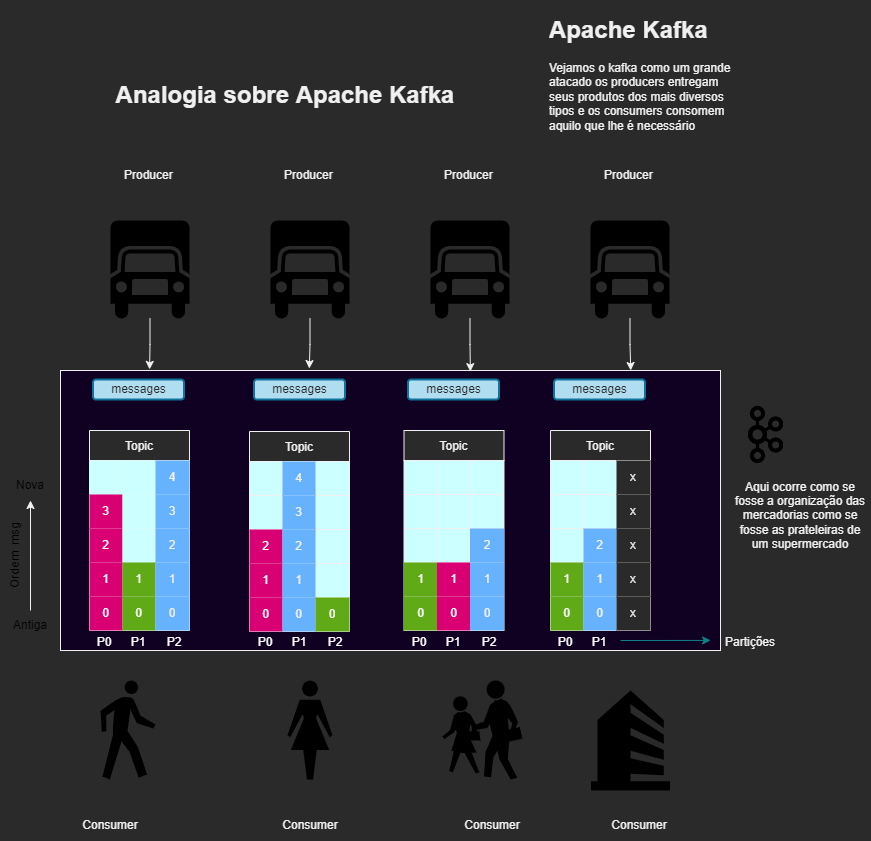 Apache Kafka
Vejamos o kafka como um grande
atacado os producers entregam
seus produtos dos mais diversos
tipos e os consumers consomem
aquilo que lhe é necessário
Analogia sobre Apache Kafka
Producer Producer Producer Producer
messages messages messages messages
Topic Topic Topic Topic
4 4 x
3 3 3 x
2 2 2 2 2 2 x
1 1 1 1 1 1 1 1 1 1 x
0 0 0 0 0 0 0 0 0 0 0 x
P0 P1 P2 P0 P1 P2 P0 P1 P2 P0 P1 Partições
Nova
Ordem msg
Antiga
Aqui ocorre como se
fosse a organização das
mercadorias como se
fosse as prateleiras de
um supermercado
Consumer Consumer Consumer Consumer